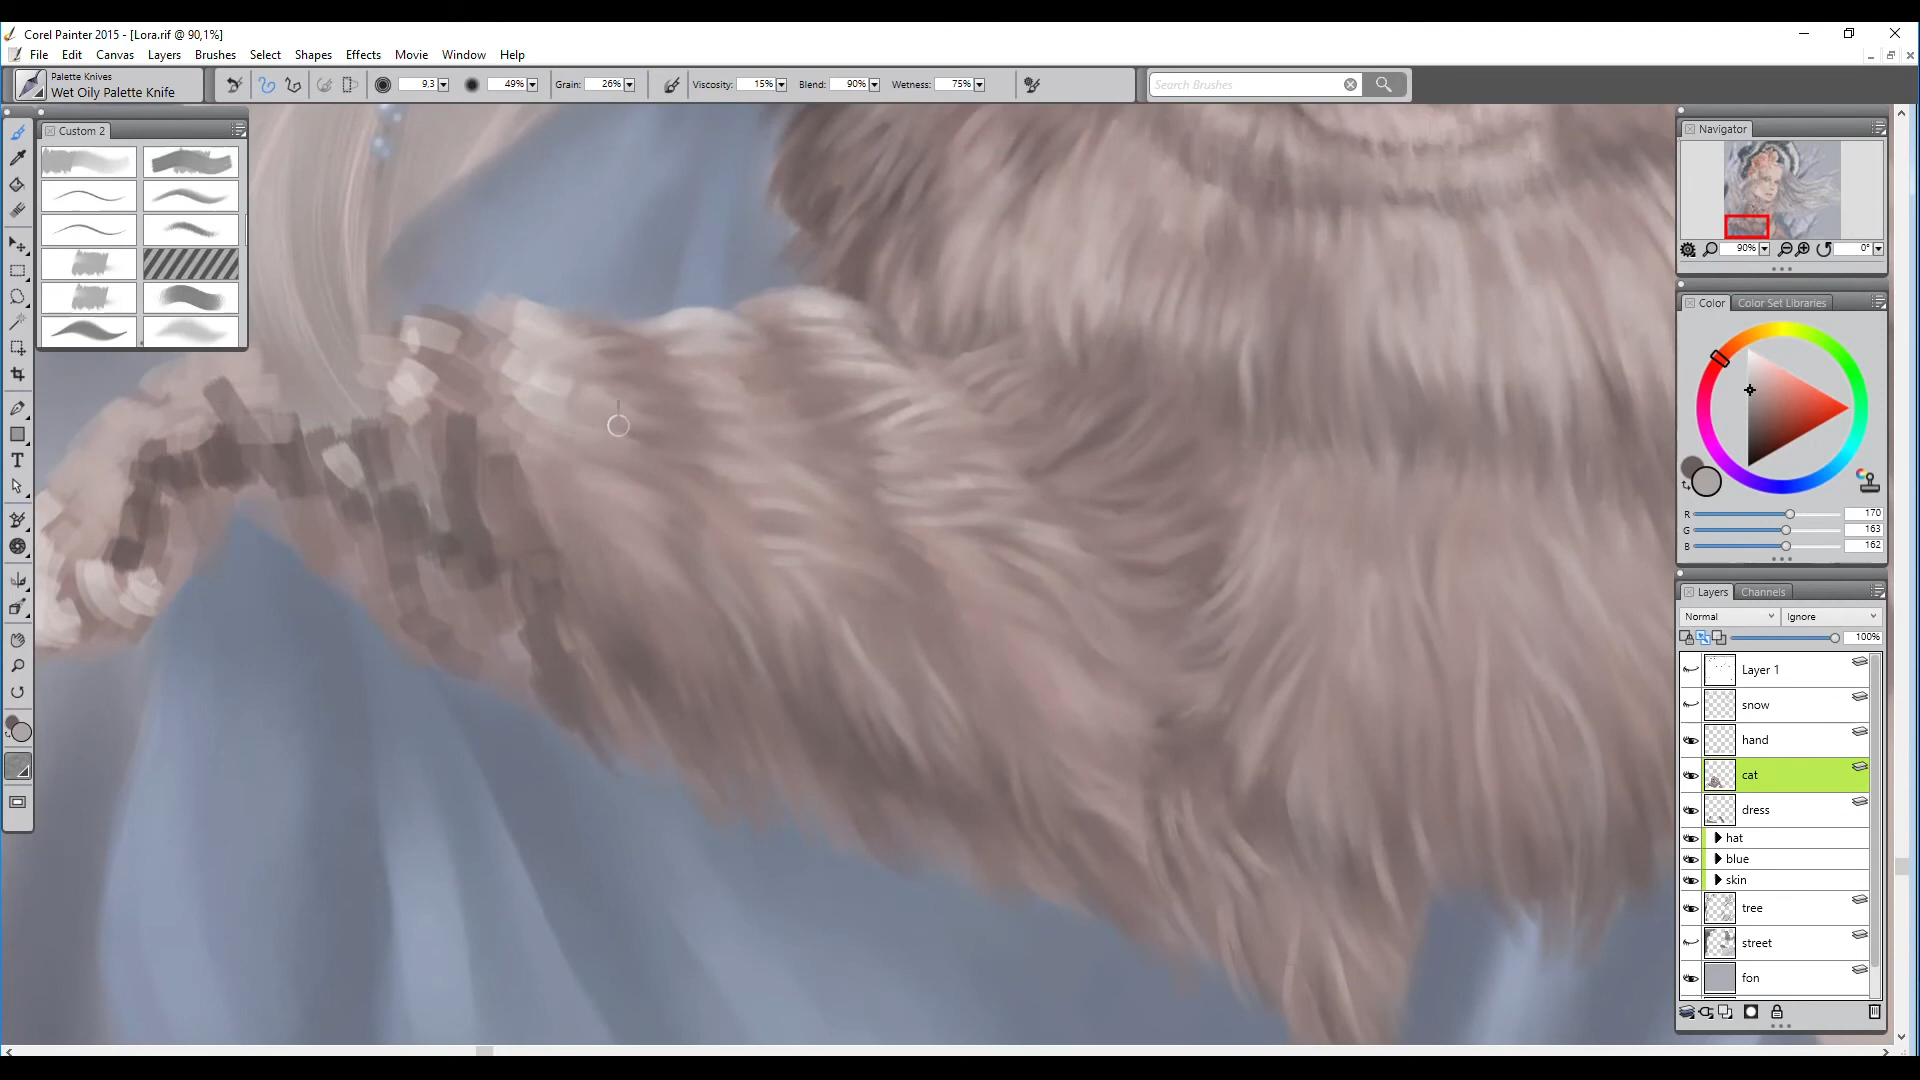 Corel Painter 2015 - [Lora.rif @ 90,1%]
File Edit Canvas Layers Brushes Select Shapes Effects Movie Window Help
Palette Knives
Wet Oily Palette Knife
9,3 49% Grain: 26% Viscosity: 15% Blend: 90% Wetness: 75%
Search Brushes
Custom 2
T
Navigator
90% 0°
Color Color Set Libraries
R 170
G 163
B 162
Layers Channels
Normal Ignore
100%
Layer 1
snow
hand
cat
dress
hat
blue
skin
tree
street
fon